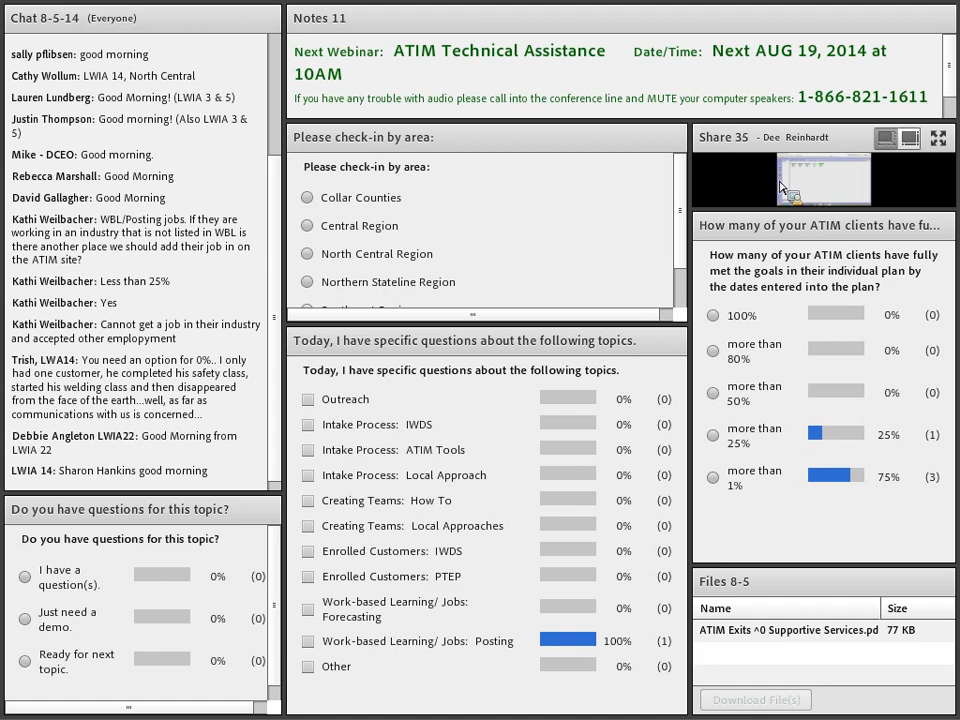 Chat 8-5-14 (Everyone)
sally pflibsen: good morning
Cathy Wollum: LWIA 14, North Central
Lauren Lundberg: Good Morning! (LWIA 3 & 5)
Justin Thompson: Good morning! (Also LWIA 3 &
5)
Mike - DCEO: Good morning.
Rebecca Marshall: Good Morning
David Gallagher: Good Morning
Kathi Weilbacher: WBL/Posting jobs. If they are
working in an industry that is not listed in WBL is
there another place we should add their job in on
the ATIM site?
Kathi Weilbacher: Less than 25%
Kathi Weilbacher: Yes
Kathi Weilbacher: Cannot get a job in their industry
and accepted other emplopyment
Trish, LWA14: You need an option for 0%.. I only
had one customer, he completed his safety class,
started his welding class and then disappeared
from the face of the earth...well, as far as
communications with us is concerned...
Debbie Angleton LWIA22: Good Morning from
LWIA 22
LWIA 14: Sharon Hankins good morning
Do you have questions for this topic?
Do you have questions for this topic?
I have a
question(s). 0% (0)
Just need a
demo. 0% (0)
Ready for next
topic. 0% (0)
Notes 11
Next Webinar: ATIM Technical Assistance Date/Time: Next AUG 19, 2014 at
10AM
If you have any trouble with audio please call into the conference line and MUTE your computer speakers: 1-866-821-1611
Please check-in by area:
Please check-in by area:
Collar Counties
Central Region
North Central Region
Northern Stateline Region
Today, I have specific questions about the following topics.
Today, I have specific questions about the following topics.
Outreach 0% (0)
Intake Process: IWDS 0% (0)
Intake Process: ATIM Tools 0% (0)
Intake Process: Local Approach 0% (0)
Creating Teams: How To 0% (0)
Creating Teams: Local Approaches 0% (0)
Enrolled Customers: IWDS 0% (0)
Enrolled Customers: PTEP 0% (0)
Work-based Learning/ Jobs:
Forecasting 0% (0)
Work-based Learning/ Jobs: Posting 100% (1)
Other 0% (0)
Share 35 - Dee Reinhardt
How many of your ATIM clients have fu...
How many of your ATIM clients have fully
met the goals in their individual plan by
the dates entered into the plan?
100% 0% (0)
more than
80% 0% (0)
more than
50% 0% (0)
more than
25% 25% (1)
more than
1% 75% (3)
Files 8-5
Name Size
ATIM Exits ^0 Supportive Services.pd 77 KB
Download File(s)